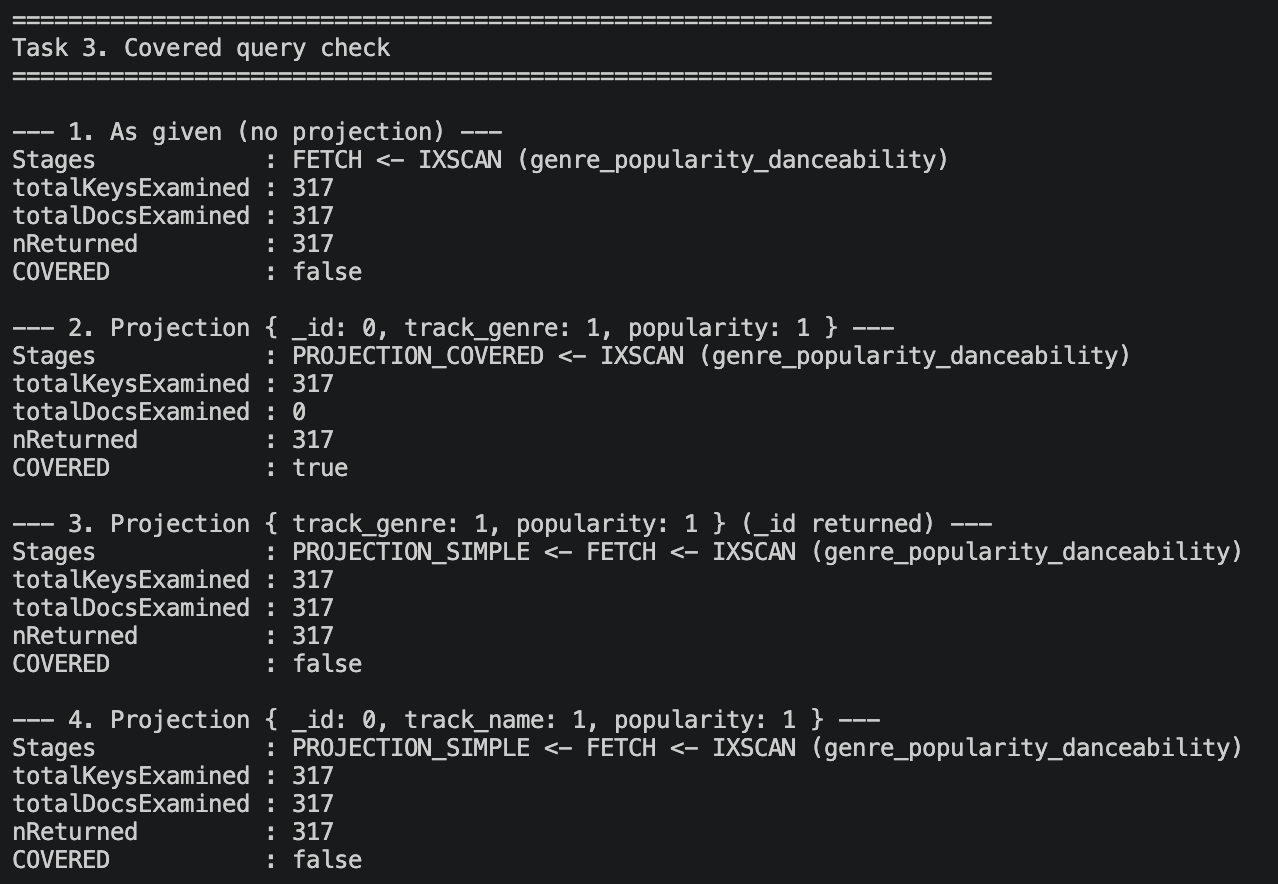 ======================================================================
Task 3. Covered query check
======================================================================
--- 1. As given (no projection) ---
Stages            : FETCH <- IXSCAN (genre_popularity_danceability)
totalKeysExamined : 317
totalDocsExamined : 317
nReturned         : 317
COVERED           : false
--- 2. Projection { _id: 0, track_genre: 1, popularity: 1 } ---
Stages            : PROJECTION_COVERED <- IXSCAN (genre_popularity_danceability)
totalKeysExamined : 317
totalDocsExamined : 0
nReturned         : 317
COVERED           : true
--- 3. Projection { track_genre: 1, popularity: 1 } (_id returned) ---
Stages            : PROJECTION_SIMPLE <- FETCH <- IXSCAN (genre_popularity_danceability)
totalKeysExamined : 317
totalDocsExamined : 317
nReturned         : 317
COVERED           : false
--- 4. Projection { _id: 0, track_name: 1, popularity: 1 } ---
Stages            : PROJECTION_SIMPLE <- FETCH <- IXSCAN (genre_popularity_danceability)
totalKeysExamined : 317
totalDocsExamined : 317
nReturned         : 317
COVERED           : false